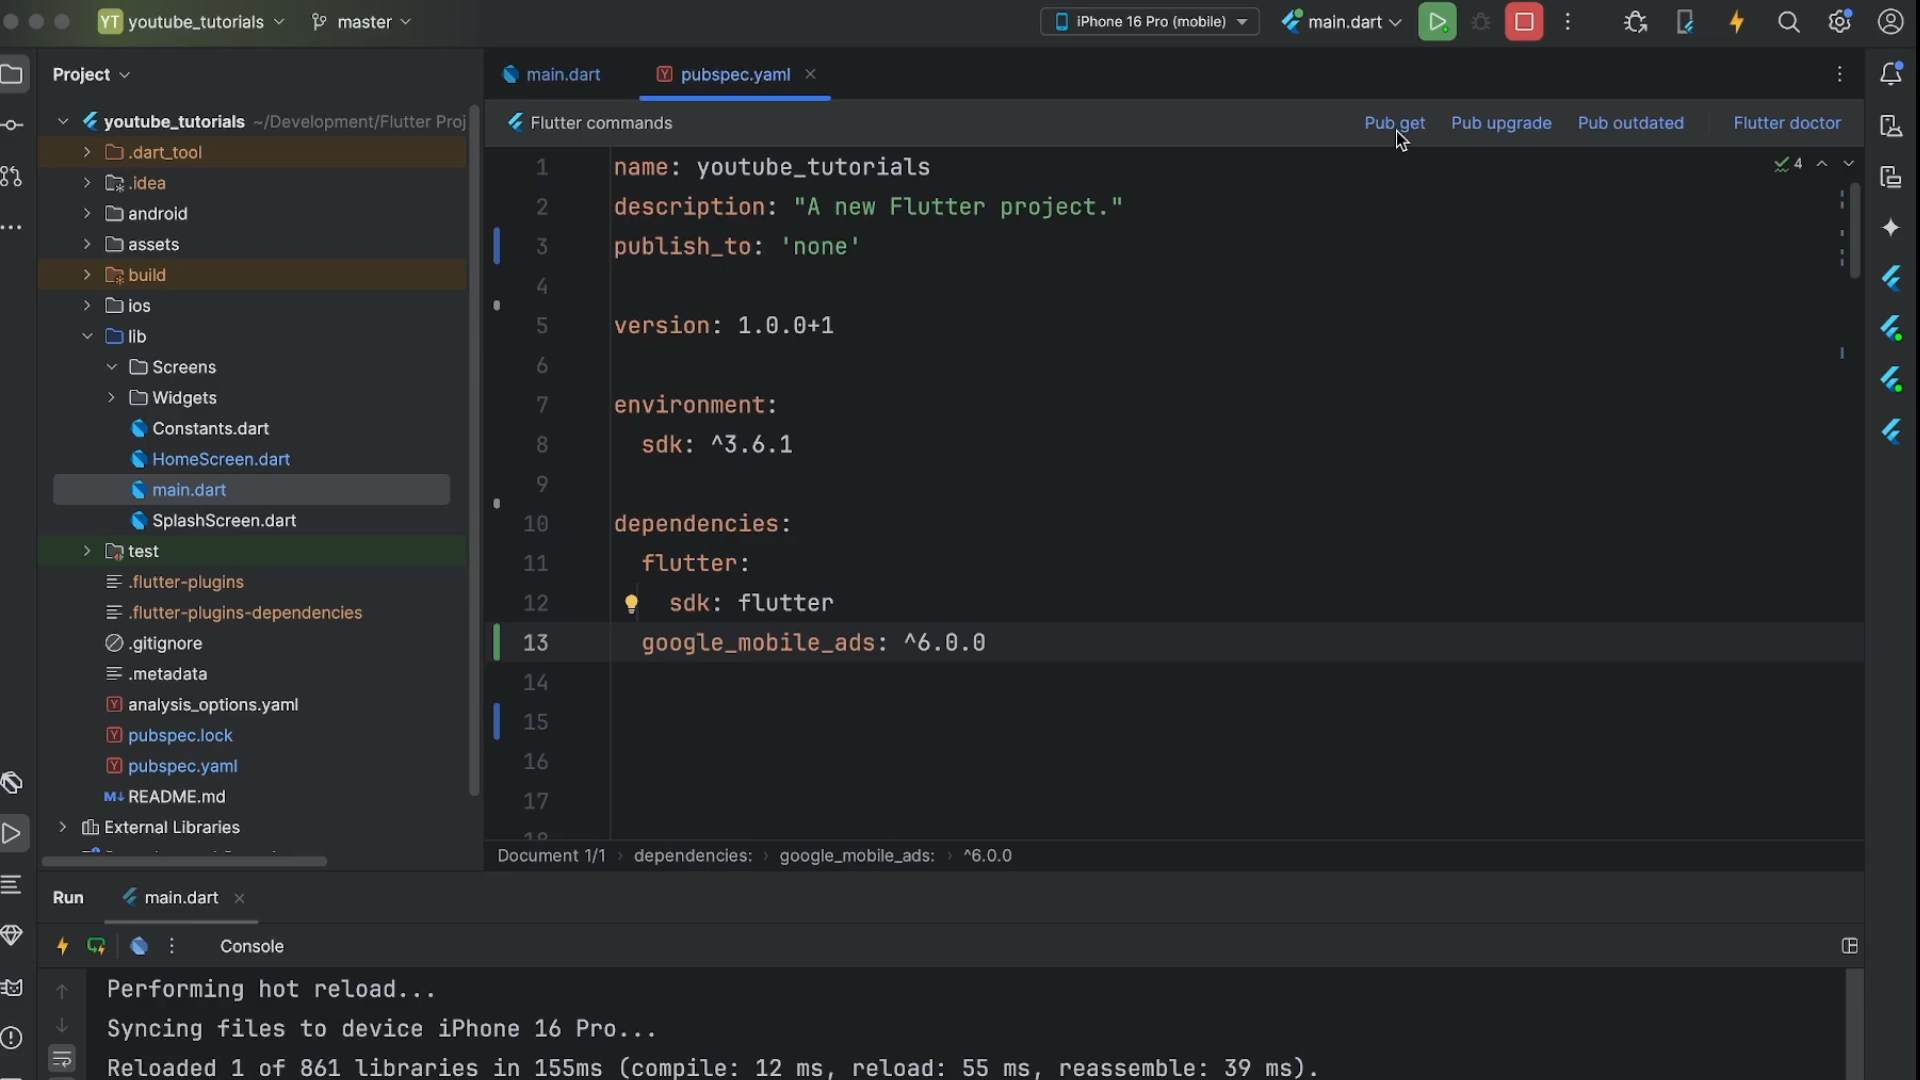 YT youtube_tutorials
master
iPhone 16 Pro (mobile)
main.dart
Project
youtube_tutorials ~/Development/Flutter Proj
.dart_tool
.idea
android
assets
build
ios
lib
Screens
Widgets
Constants.dart
HomeScreen.dart
main.dart
SplashScreen.dart
test
.flutter-plugins
.flutter-plugins-dependencies
.gitignore
.metadata
Y analysis_options.yaml
Y pubspec.lock
Y pubspec.yaml
M↓ README.md
External Libraries
main.dart
Y pubspec.yaml
Flutter commands
Pub get
Pub upgrade
Pub outdated
Flutter doctor
4
1 name: youtube_tutorials
2 description: "A new Flutter project."
3 publish_to: 'none'
4
5 version: 1.0.0+1
6
7 environment:
8 sdk: ^3.6.1
9
10 dependencies:
11 flutter:
12 sdk: flutter
13 google_mobile_ads: ^6.0.0
14
15
16
17
18
Document 1/1 › dependencies: › google_mobile_ads: › ^6.0.0
Run
main.dart
Console
Performing hot reload...
Syncing files to device iPhone 16 Pro...
Reloaded 1 of 861 libraries in 155ms (compile: 12 ms, reload: 55 ms, reassemble: 39 ms).